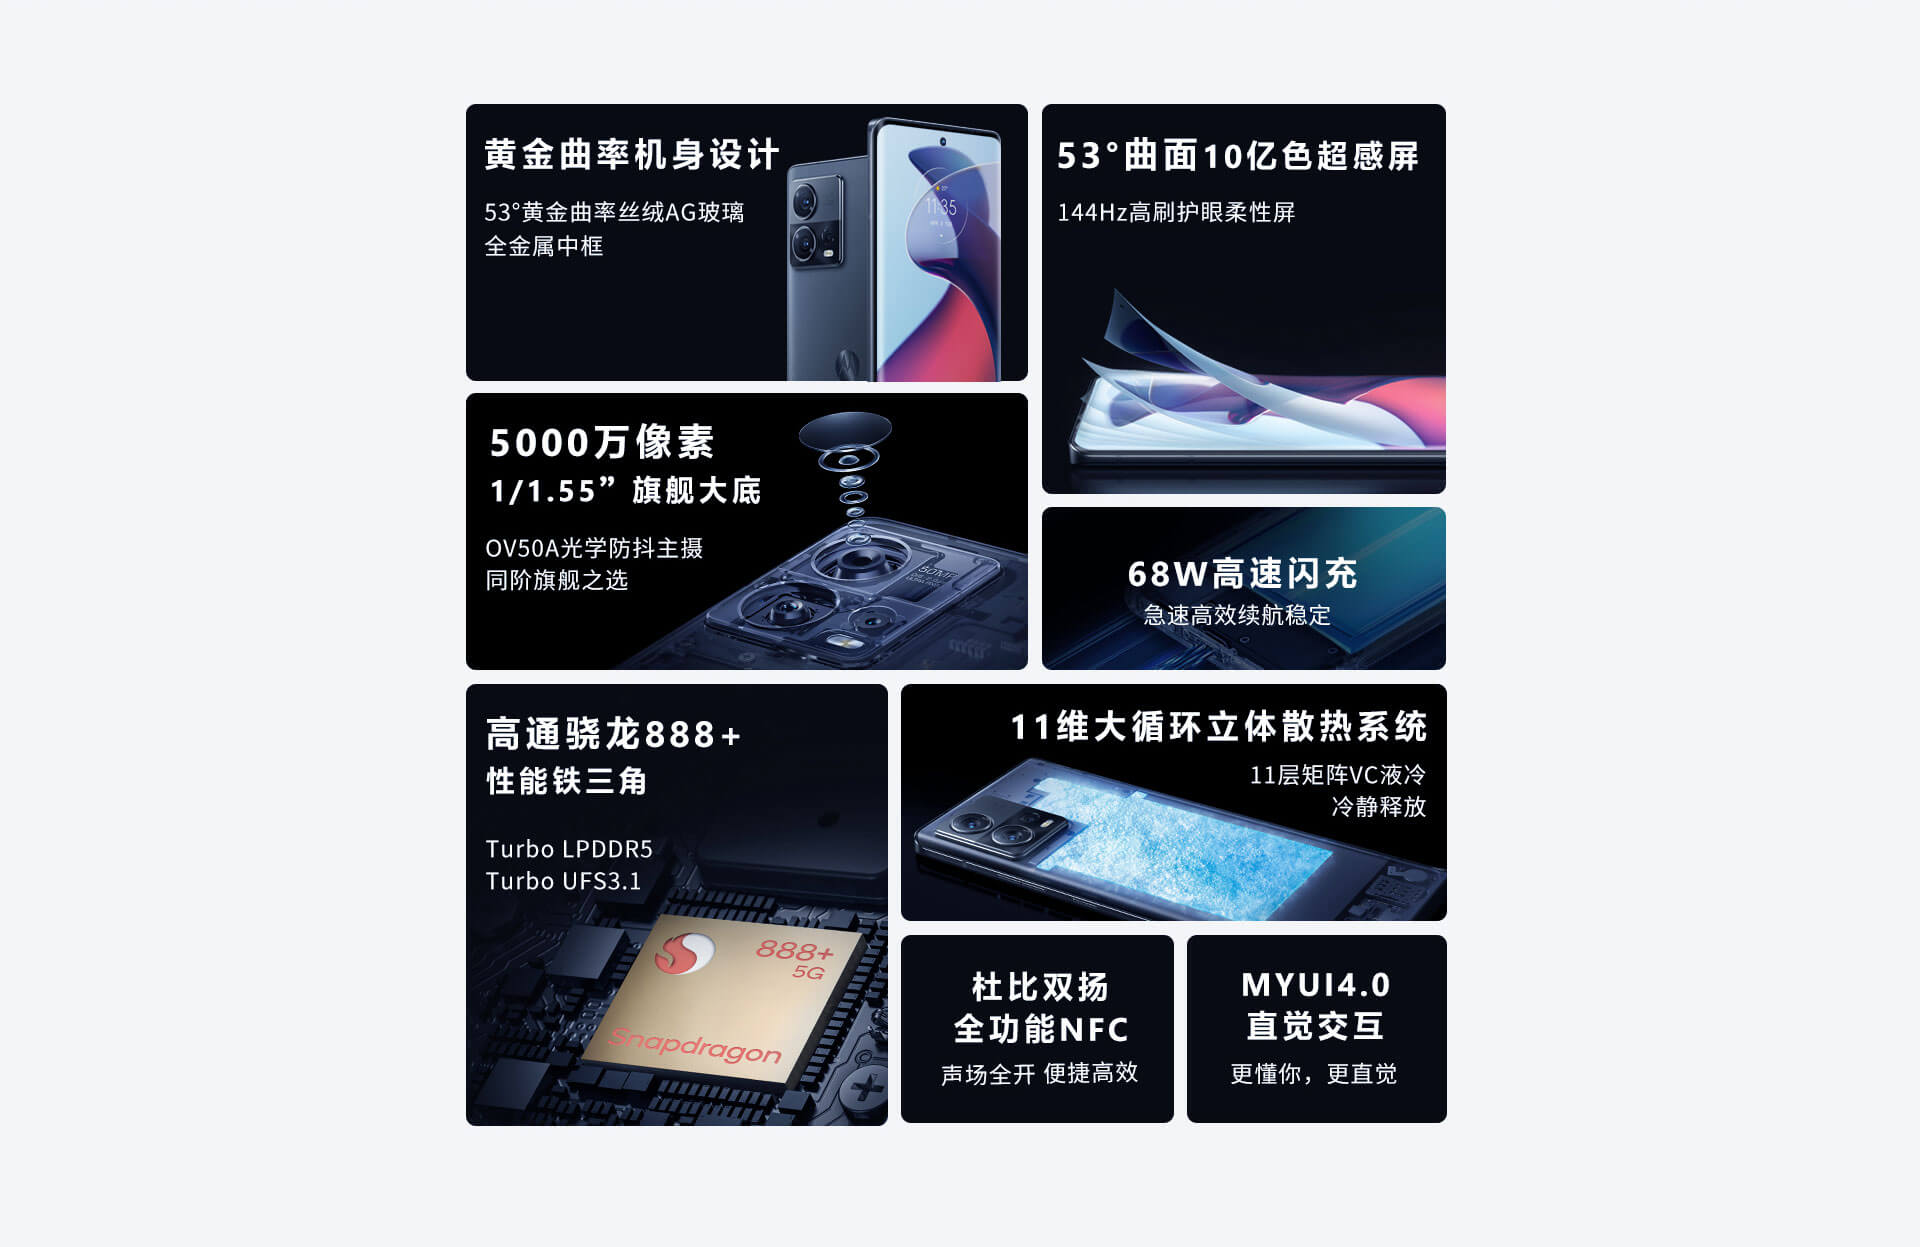 黄金曲率机身设计
53°黄金曲率丝绒AG玻璃
全金属中框
11:35
53°曲面10亿色超感屏
144Hz高刷护眼柔性屏
5000万像素
1/1.55”旗舰大底
OV50A光学防抖主摄
同阶旗舰之选
50MP
68W高速闪充
急速高效续航稳定
高通骁龙888+
性能铁三角
Turbo LPDDR5
Turbo UFS3.1
888+
5G
Snapdragon
11维大循环立体散热系统
11层矩阵VC液冷
冷静释放
杜比双扬
全功能NFC
声场全开 便捷高效
MYUI4.0
直觉交互
更懂你，更直觉